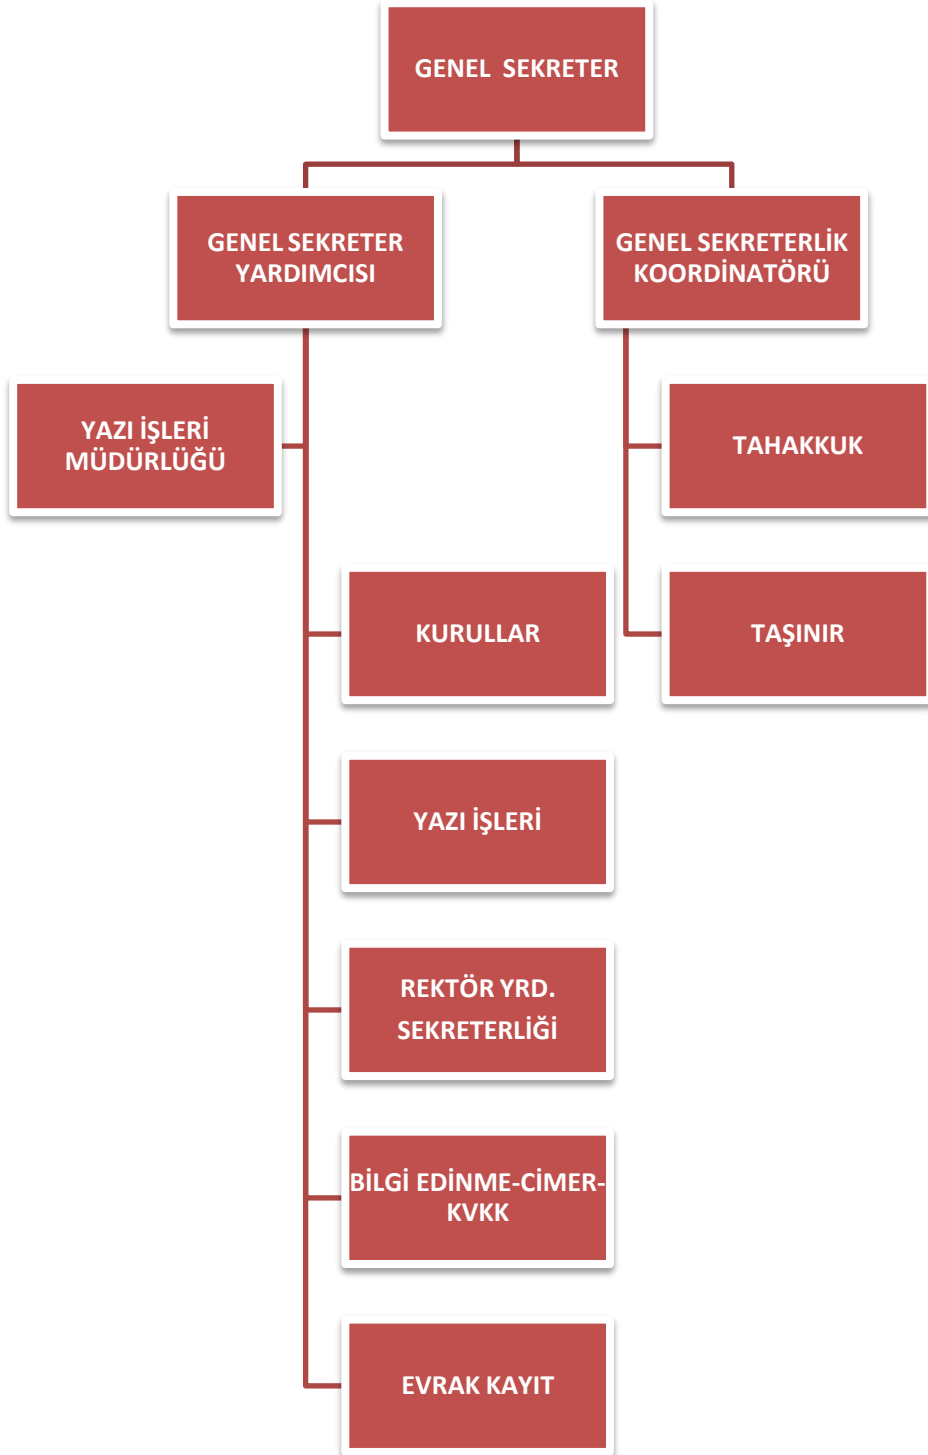 GENEL SEKRETER
GENEL SEKRETER
YARDIMCISI
GENEL SEKRETERLİK
KOORDİNATÖRÜ
YAZI İŞLERİ
MÜDÜRLÜĞÜ
TAHAKKUK
KURULLAR
TAŞINIR
YAZI İŞLERİ
REKTÖR YRD.
SEKRETERLİĞİ
BİLGİ EDİNME-CİMER-
KVKK
EVRAK KAYIT